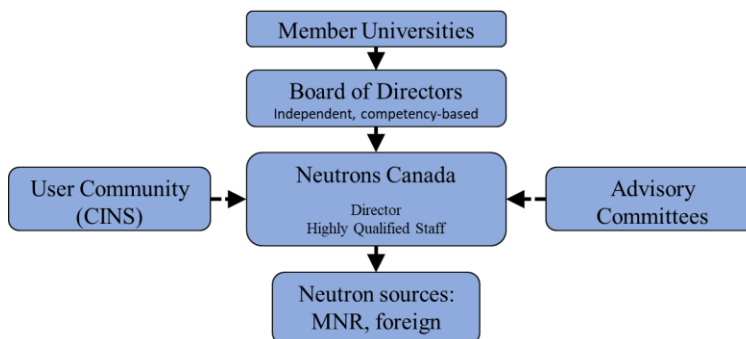 Member Universities
Board of Directors
Independent, competency-based
User Community
(CINS)
Neutrons Canada
Director
Highly Qualified Staff
Advisory
Committees
Neutron sources:
MNR, foreign